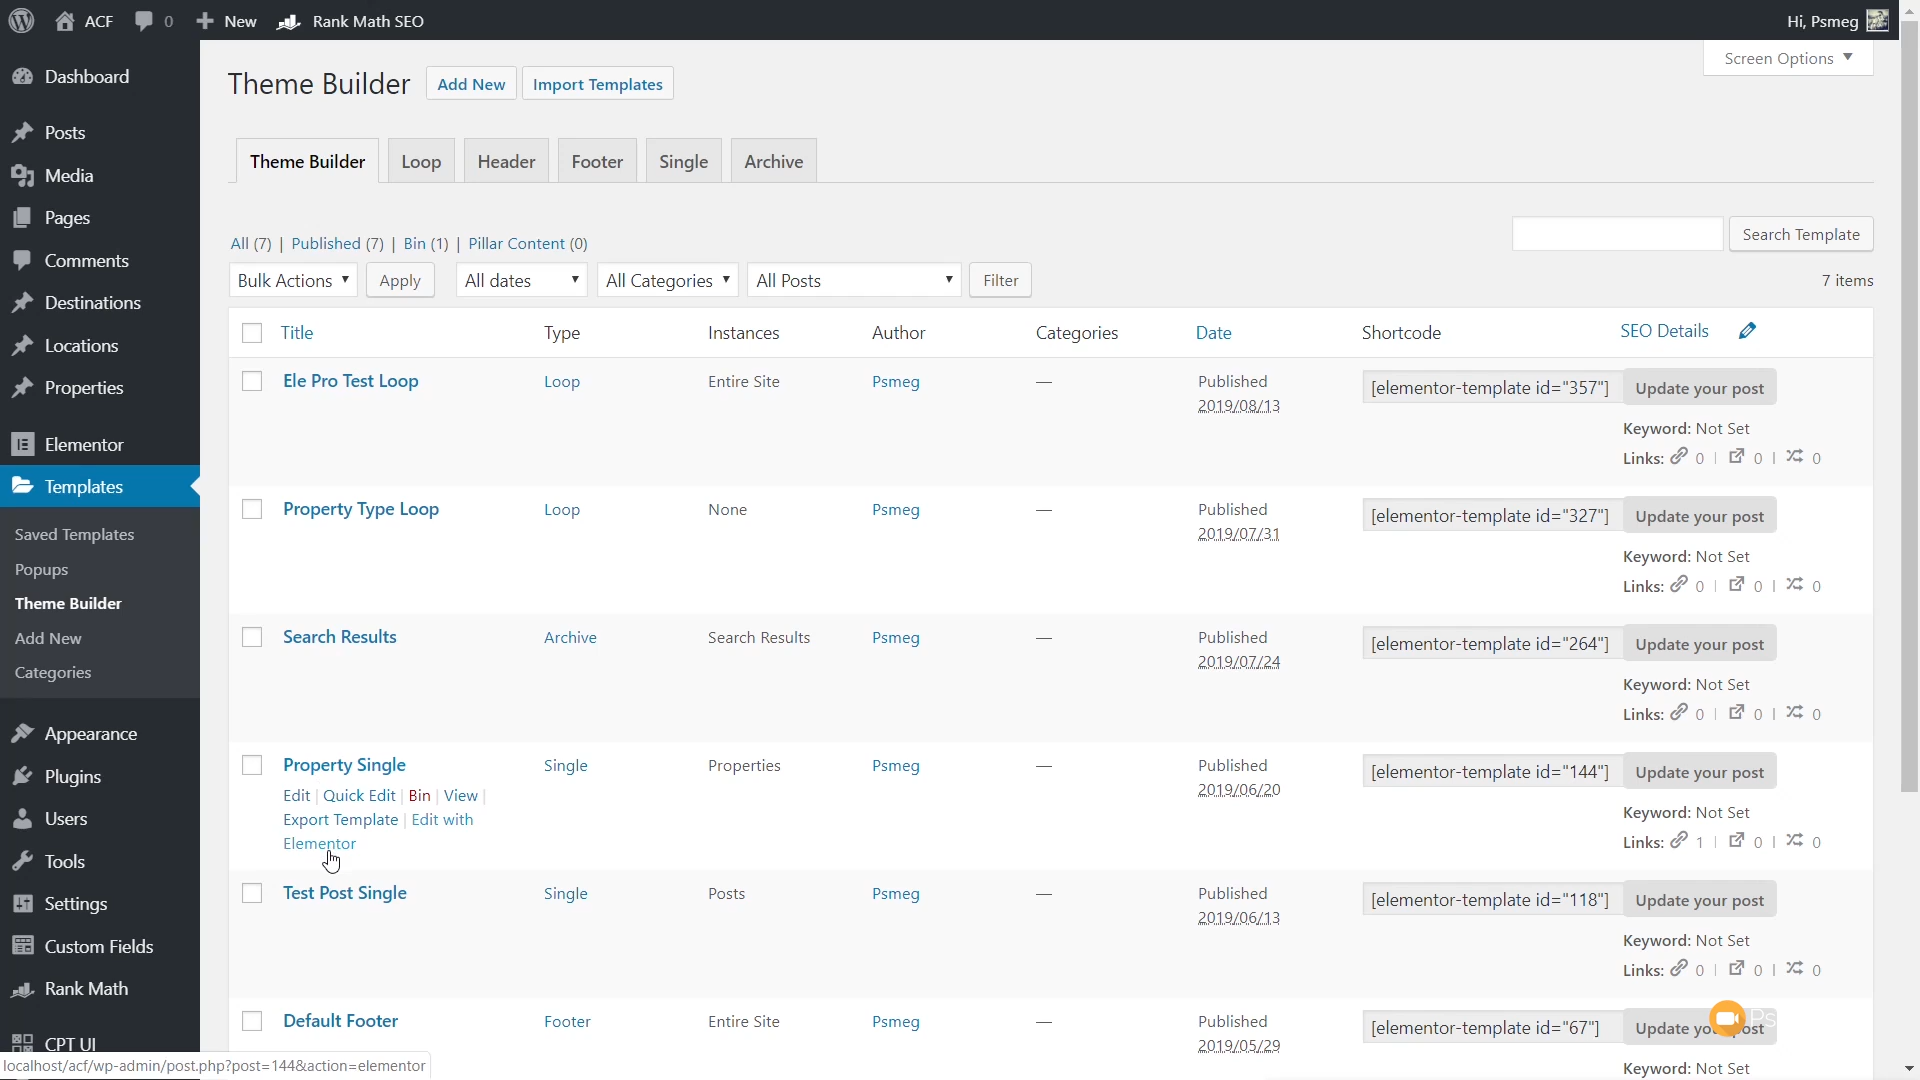 ACF 0 New Rank Math SEO Hi, Psmeg
Screen Options
Dashboard
Posts
Media
Pages
Comments
Destinations
Locations
Properties
Elementor
Templates
Saved Templates
Popups
Theme Builder
Add New
Categories
Appearance
Plugins
Users
Tools
Settings
Custom Fields
Rank Math
CPT UI
Theme Builder Add New Import Templates
Theme Builder Loop Header Footer Single Archive
All (7) | Published (7) | Bin (1) | Pillar Content (0)
Search Template
Bulk Actions Apply All dates All Categories All Posts Filter 7 items
Title Type Instances Author Categories Date Shortcode SEO Details
Ele Pro Test Loop Loop Entire Site Psmeg — Published [elementor-template id="357"] Update your post
2019/08/13
Keyword: Not Set
Links: 0 | 0 | 0
Property Type Loop Loop None Psmeg — Published [elementor-template id="327"] Update your post
2019/07/31
Keyword: Not Set
Links: 0 | 0 | 0
Search Results Archive Search Results Psmeg — Published [elementor-template id="264"] Update your post
2019/07/24
Keyword: Not Set
Links: 0 | 0 | 0
Property Single Single Properties Psmeg — Published [elementor-template id="144"] Update your post
Edit | Quick Edit | Bin | View | 2019/06/20
Export Template | Edit with Keyword: Not Set
Elementor Links: 1 | 0 | 0
Test Post Single Single Posts Psmeg — Published [elementor-template id="118"] Update your post
2019/06/13
Keyword: Not Set
Links: 0 | 0 | 0
Default Footer Footer Entire Site Psmeg — Published [elementor-template id="67"] Update
2019/05/29
Keyword: Not Set
localhost/acf/wp-admin/post.php?post=144&action=elementor